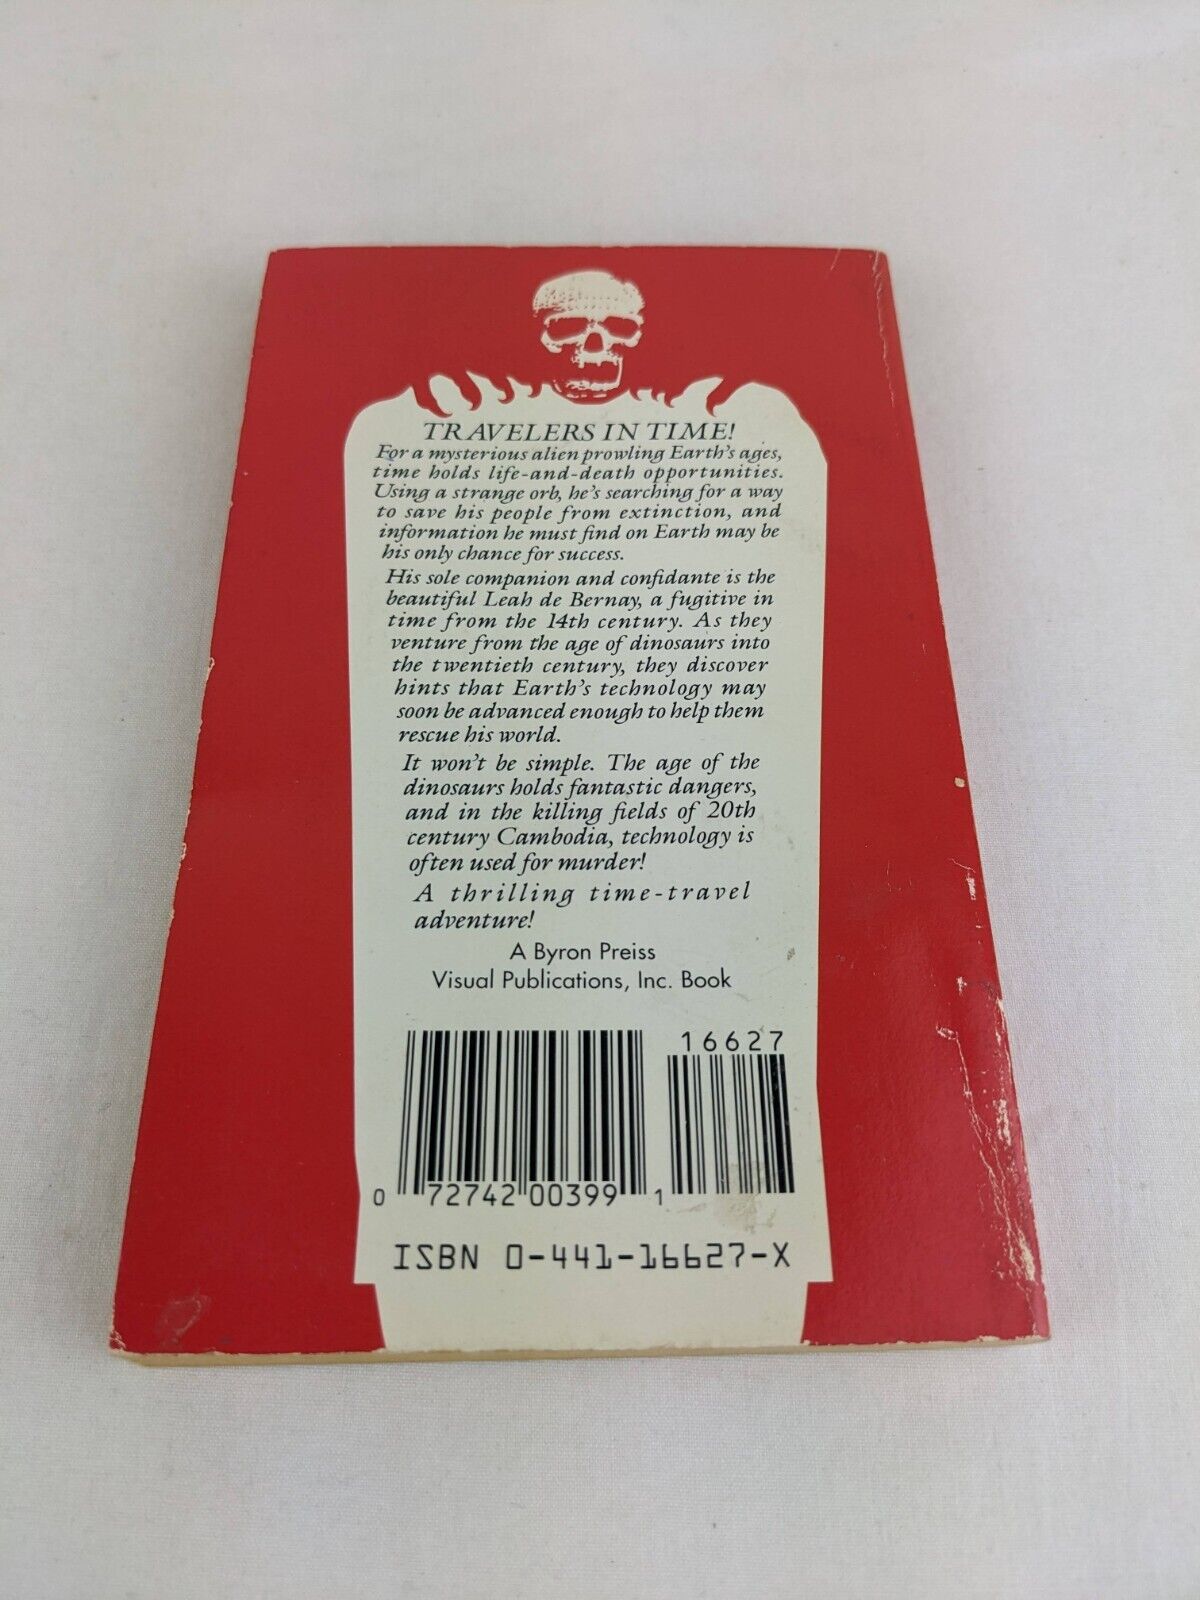 TRAVELERS IN TIME!
For a mysterious alien prowling Earth's ages,
time holds life-and-death opportunities.
Using a strange orb, he's searching for a way
to save his people from extinction, and
information he must find on Earth may be
his only chance for success.
His sole companion and confidante is the
beautiful Leah de Bernay, a fugitive in
time from the 14th century. As they
venture from the age of dinosaurs into
the twentieth century, they discover
hints that Earth's technology may
soon be advanced enough to help them
rescue his world.
It won't be simple. The age of the
dinosaurs holds fantastic dangers,
and in the killing fields of 20th
century Cambodia, technology is
often used for murder!
A thrilling time-travel
adventure!
A Byron Preiss
Visual Publications, Inc. Book
16627
0 72742 00399 1
ISBN 0-441-16627-X